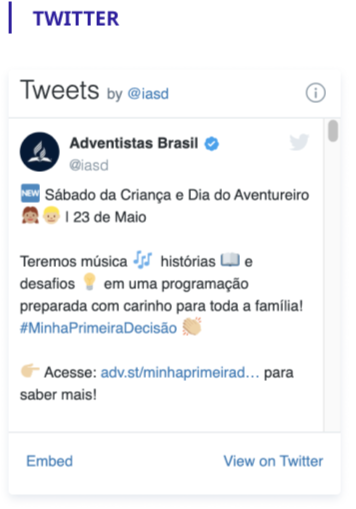 TWITTER
Tweets by @iasd
Adventistas Brasil
@iasd
🆕 Sábado da Criança e Dia do Aventureiro
👧🏽👦🏼 l 23 de Maio
Teremos música 🎶 histórias 📖 e
desafios 💡 em uma programação
preparada com carinho para toda a família!
#MinhaPrimeiraDecisão 👏🏼
👉🏼 Acesse: adv.st/minhaprimeirad... para
saber mais!
Embed
View on Twitter